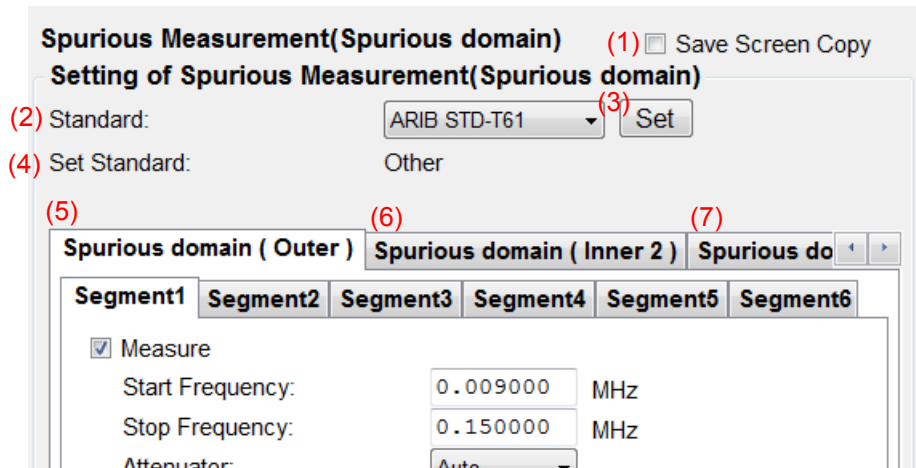 Spurious Measurement(Spurious domain) (1) Save Screen Copy
Setting of Spurious Measurement(Spurious domain)
(2) Standard: ARIB STD-T61 (3) Set
(4) Set Standard: Other
(5) (6) (7)
Spurious domain ( Outer ) Spurious domain ( Inner 2 ) Spurious do
Segment1 Segment2 Segment3 Segment4 Segment5 Segment6
Measure
Start Frequency: 0.009000 MHz
Stop Frequency: 0.150000 MHz
Attenuator: Auto